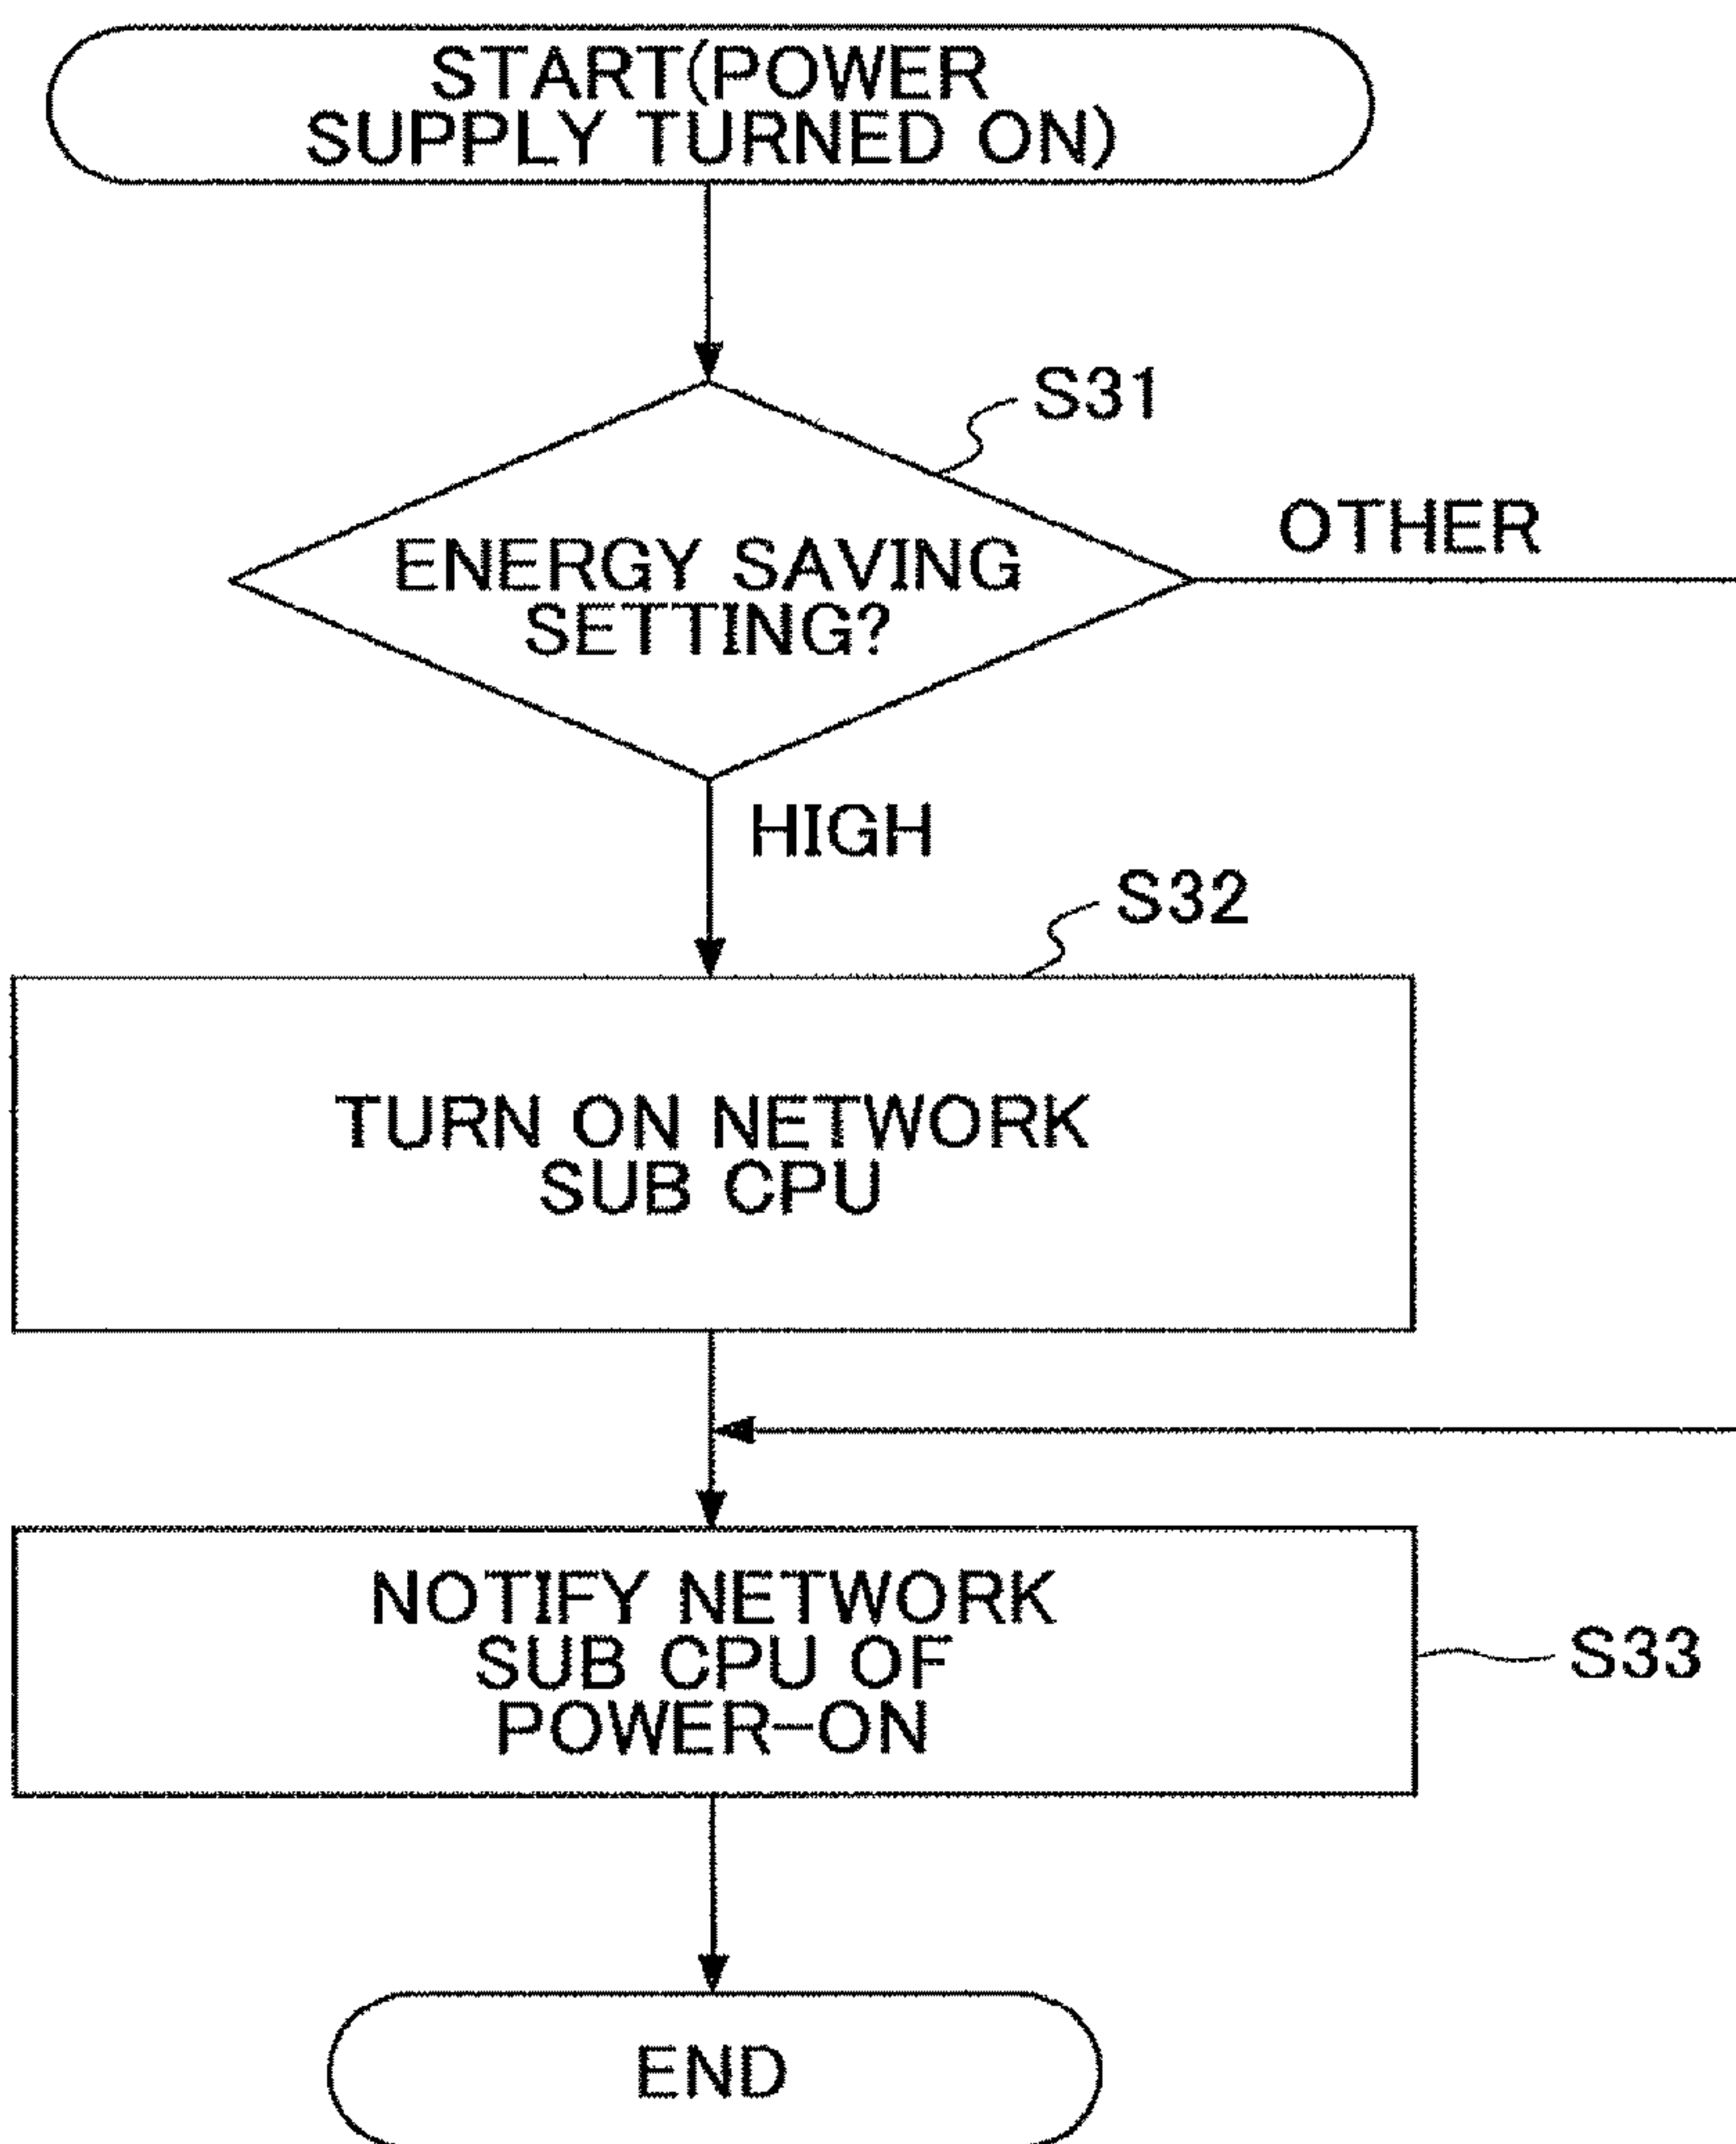 START(POWER
SUPPLY TURNED ON)
S31
ENERGY SAVING
SETTING?
OTHER
HIGH
S32
TURN ON NETWORK
SUB CPU
NOTIFY NETWORK
SUB CPU OF
POWER-ON
S33
END